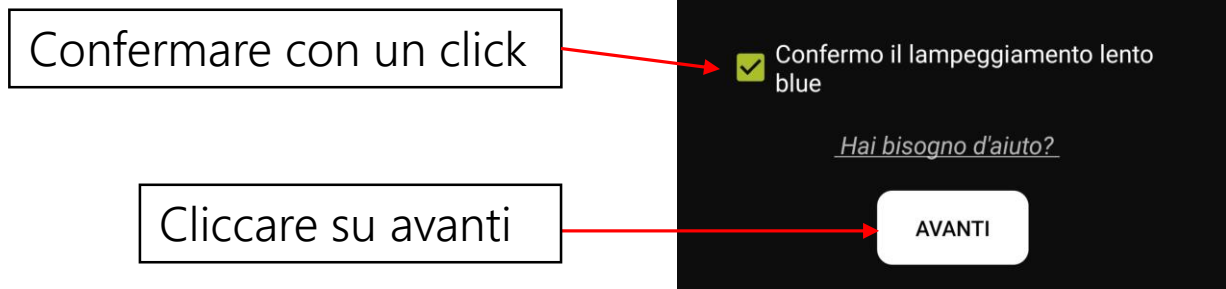 Confermare con un click
Confermo il lampeggiamento lento
blue
Hai bisogno d'aiuto?
Cliccare su avanti
AVANTI